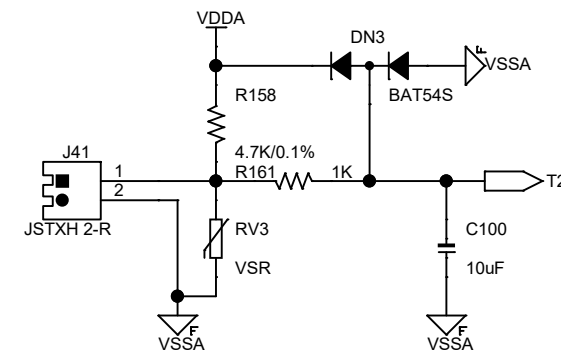 VDDA
DN3
F
VSSA
R158
BAT54S
4.7K/0.1%
J41
1
R161
1K
T2
2
JSTXH 2-R
RV3
C100
VSR
10uF
F
VSSA
F
VSSA